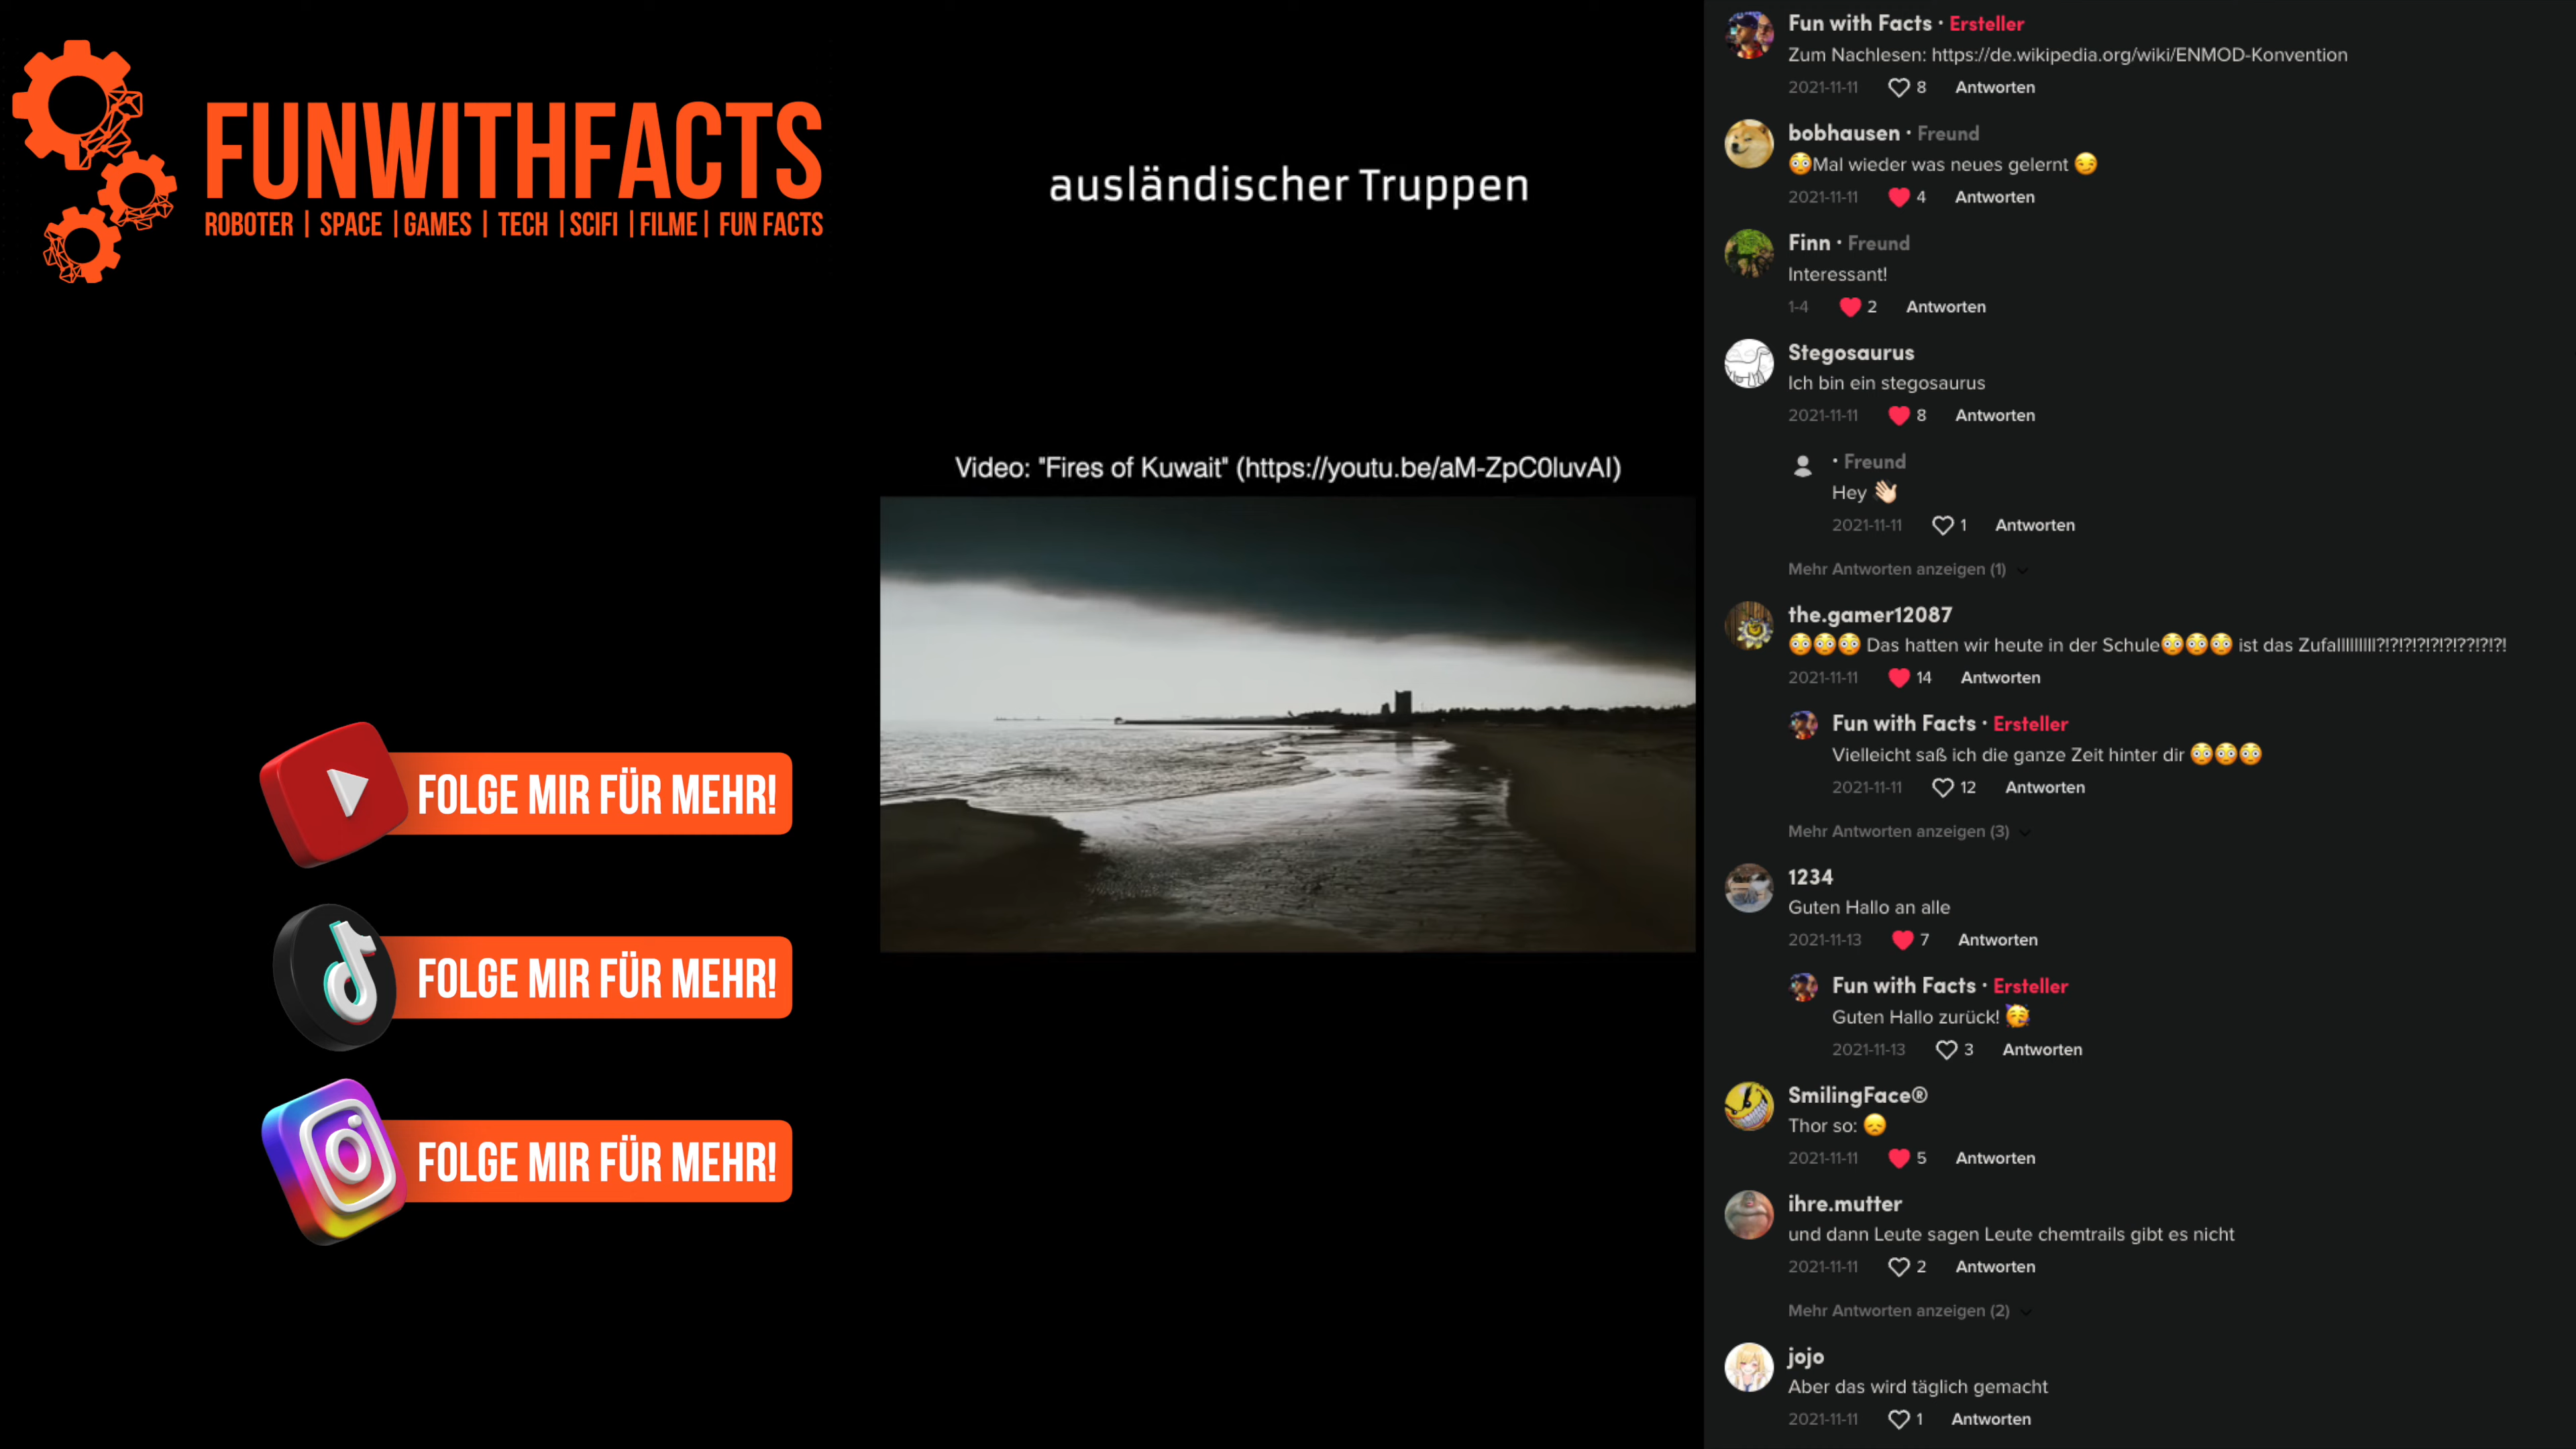 FUNWITHFACTS
ROBOTER | SPACE | GAMES | TECH | SCIFI | FILME | FUN FACTS
ausländischer Truppen
Video: "Fires of Kuwait" (https://youtu.be/aM-ZpC0luvAI)
FOLGE MIR FÜR MEHR!
FOLGE MIR FÜR MEHR!
FOLGE MIR FÜR MEHR!
Fun with Facts · Ersteller
Zum Nachlesen: https://de.wikipedia.org/wiki/ENMOD-Konvention
2021-11-11 8 Antworten
bobhausen · Freund
😳Mal wieder was neues gelernt 😏
2021-11-11 4 Antworten
Finn · Freund
Interessant!
1-4 2 Antworten
Stegosaurus
Ich bin ein stegosaurus
2021-11-11 8 Antworten
· Freund
Hey 👋🏻
2021-11-11 1 Antworten
Mehr Antworten anzeigen (1)
the.gamer12087
😳😳😳 Das hatten wir heute in der Schule😳😳😳 ist das Zufallllllllll?!?!?!?!?!?!??!?!?!
2021-11-11 14 Antworten
Fun with Facts · Ersteller
Vielleicht saß ich die ganze Zeit hinter dir 😳😳😳
2021-11-11 12 Antworten
Mehr Antworten anzeigen (3)
1234
Guten Hallo an alle
2021-11-13 7 Antworten
Fun with Facts · Ersteller
Guten Hallo zurück! 🥳
2021-11-13 3 Antworten
SmilingFace®
Thor so: 😞
2021-11-11 5 Antworten
ihre.mutter
und dann Leute sagen Leute chemtrails gibt es nicht
2021-11-11 2 Antworten
Mehr Antworten anzeigen (2)
jojo
Aber das wird täglich gemacht
2021-11-11 1 Antworten